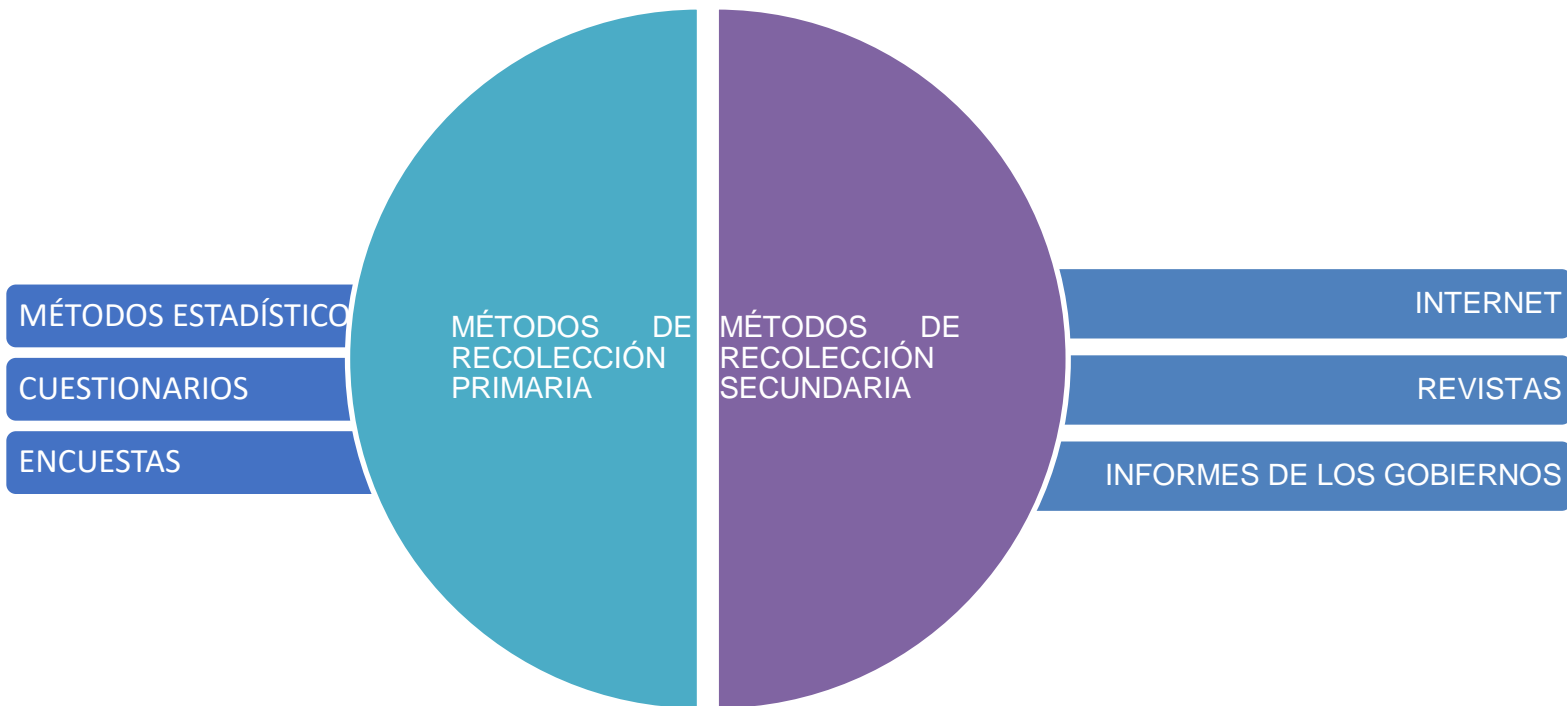 MÉTODOS ESTADÍSTICO
CUESTIONARIOS
ENCUESTAS
MÉTODOS DE
RECOLECCIÓN
PRIMARIA
MÉTODOS DE
RECOLECCIÓN
SECUNDARIA
INTERNET
REVISTAS
INFORMES DE LOS GOBIERNOS